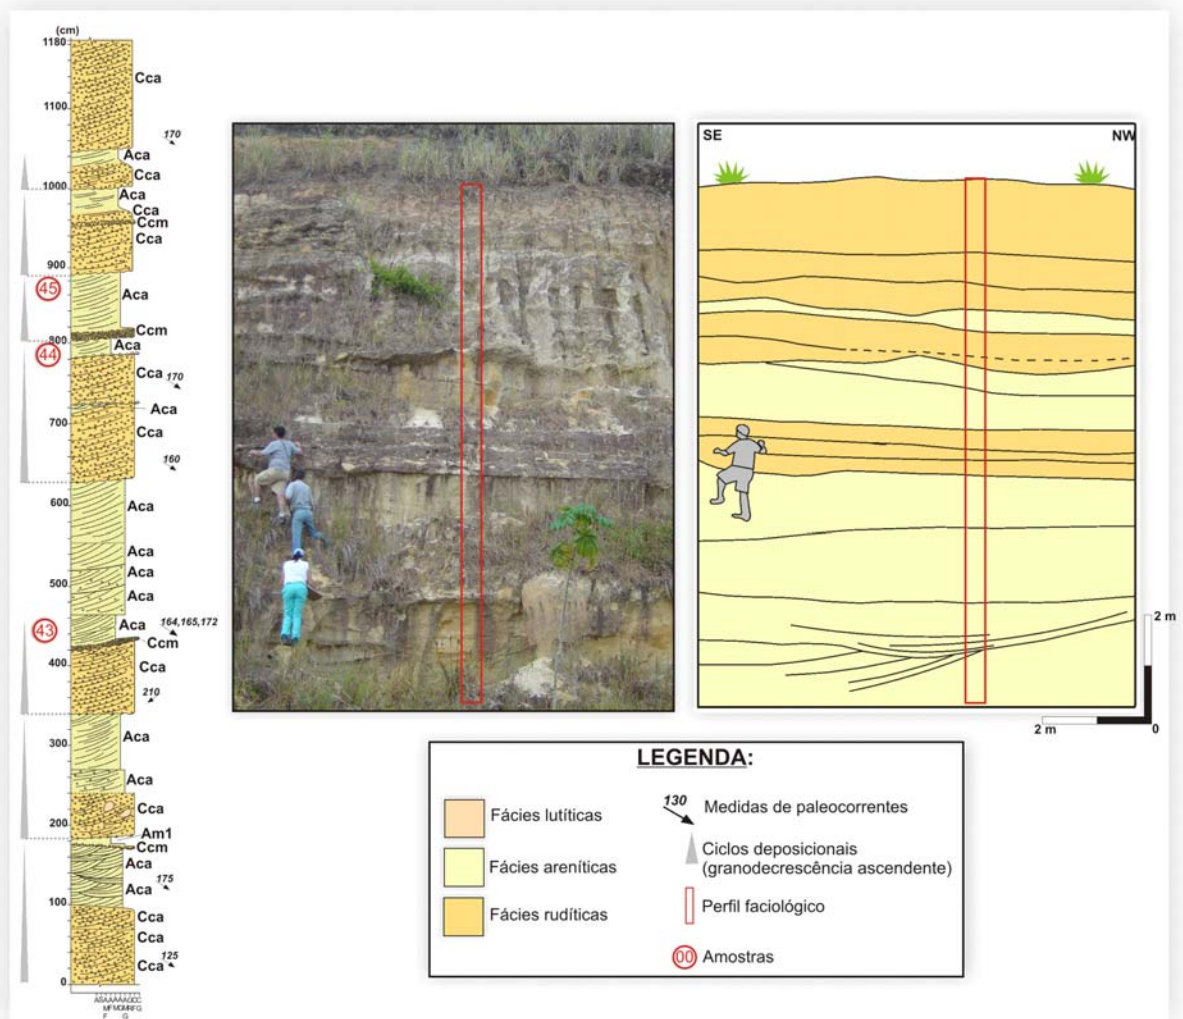 (cm)
1180
Cca
1100
170
Aca
Cca
1000
Aca
Cca
Ccm
Cca
900
45
Aca
Ccm
800
Aca
44
Cca
170
Aca
700
Cca
160
600
Aca
Aca
Aca
500
Aca
Aca
164,165,172
43
Ccm
400
Cca
210
300
Aca
Aca
Cca
200
Am1
Ccm
Aca
175
Aca
100
Cca
Cca
125
Cca
0
SE NW
2 m
2 m 0
LEGENDA:
Fácies lutíticas
Fácies areníticas
Fácies rudíticas
130 Medidas de paleocorrentes
Ciclos deposicionais
(granodecrescência ascendente)
Perfil faciológico
00 Amostras